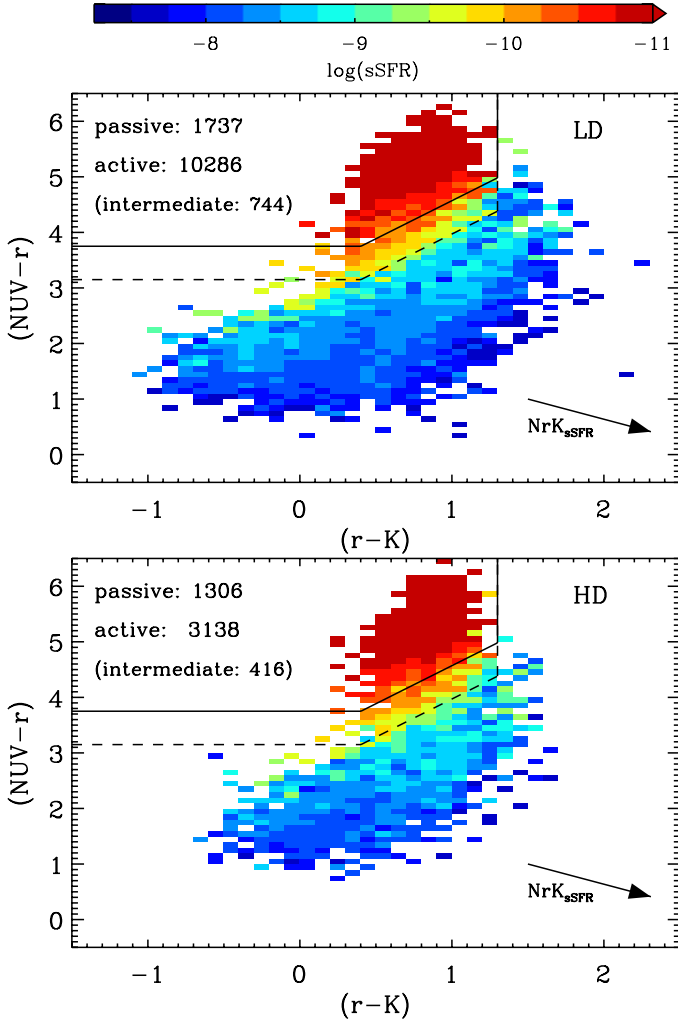 −8 −9 −10 −11
log(sSFR)
passive: 1737
LD
active: 10286
(intermediate: 744)
6
5
4
3
2
1
0
(NUV−r)
NrKsSFR
−1 0 1 2
(r−K)
passive: 1306
HD
active: 3138
(intermediate: 416)
6
5
4
3
2
1
0
(NUV−r)
NrKsSFR
−1 0 1 2
(r−K)